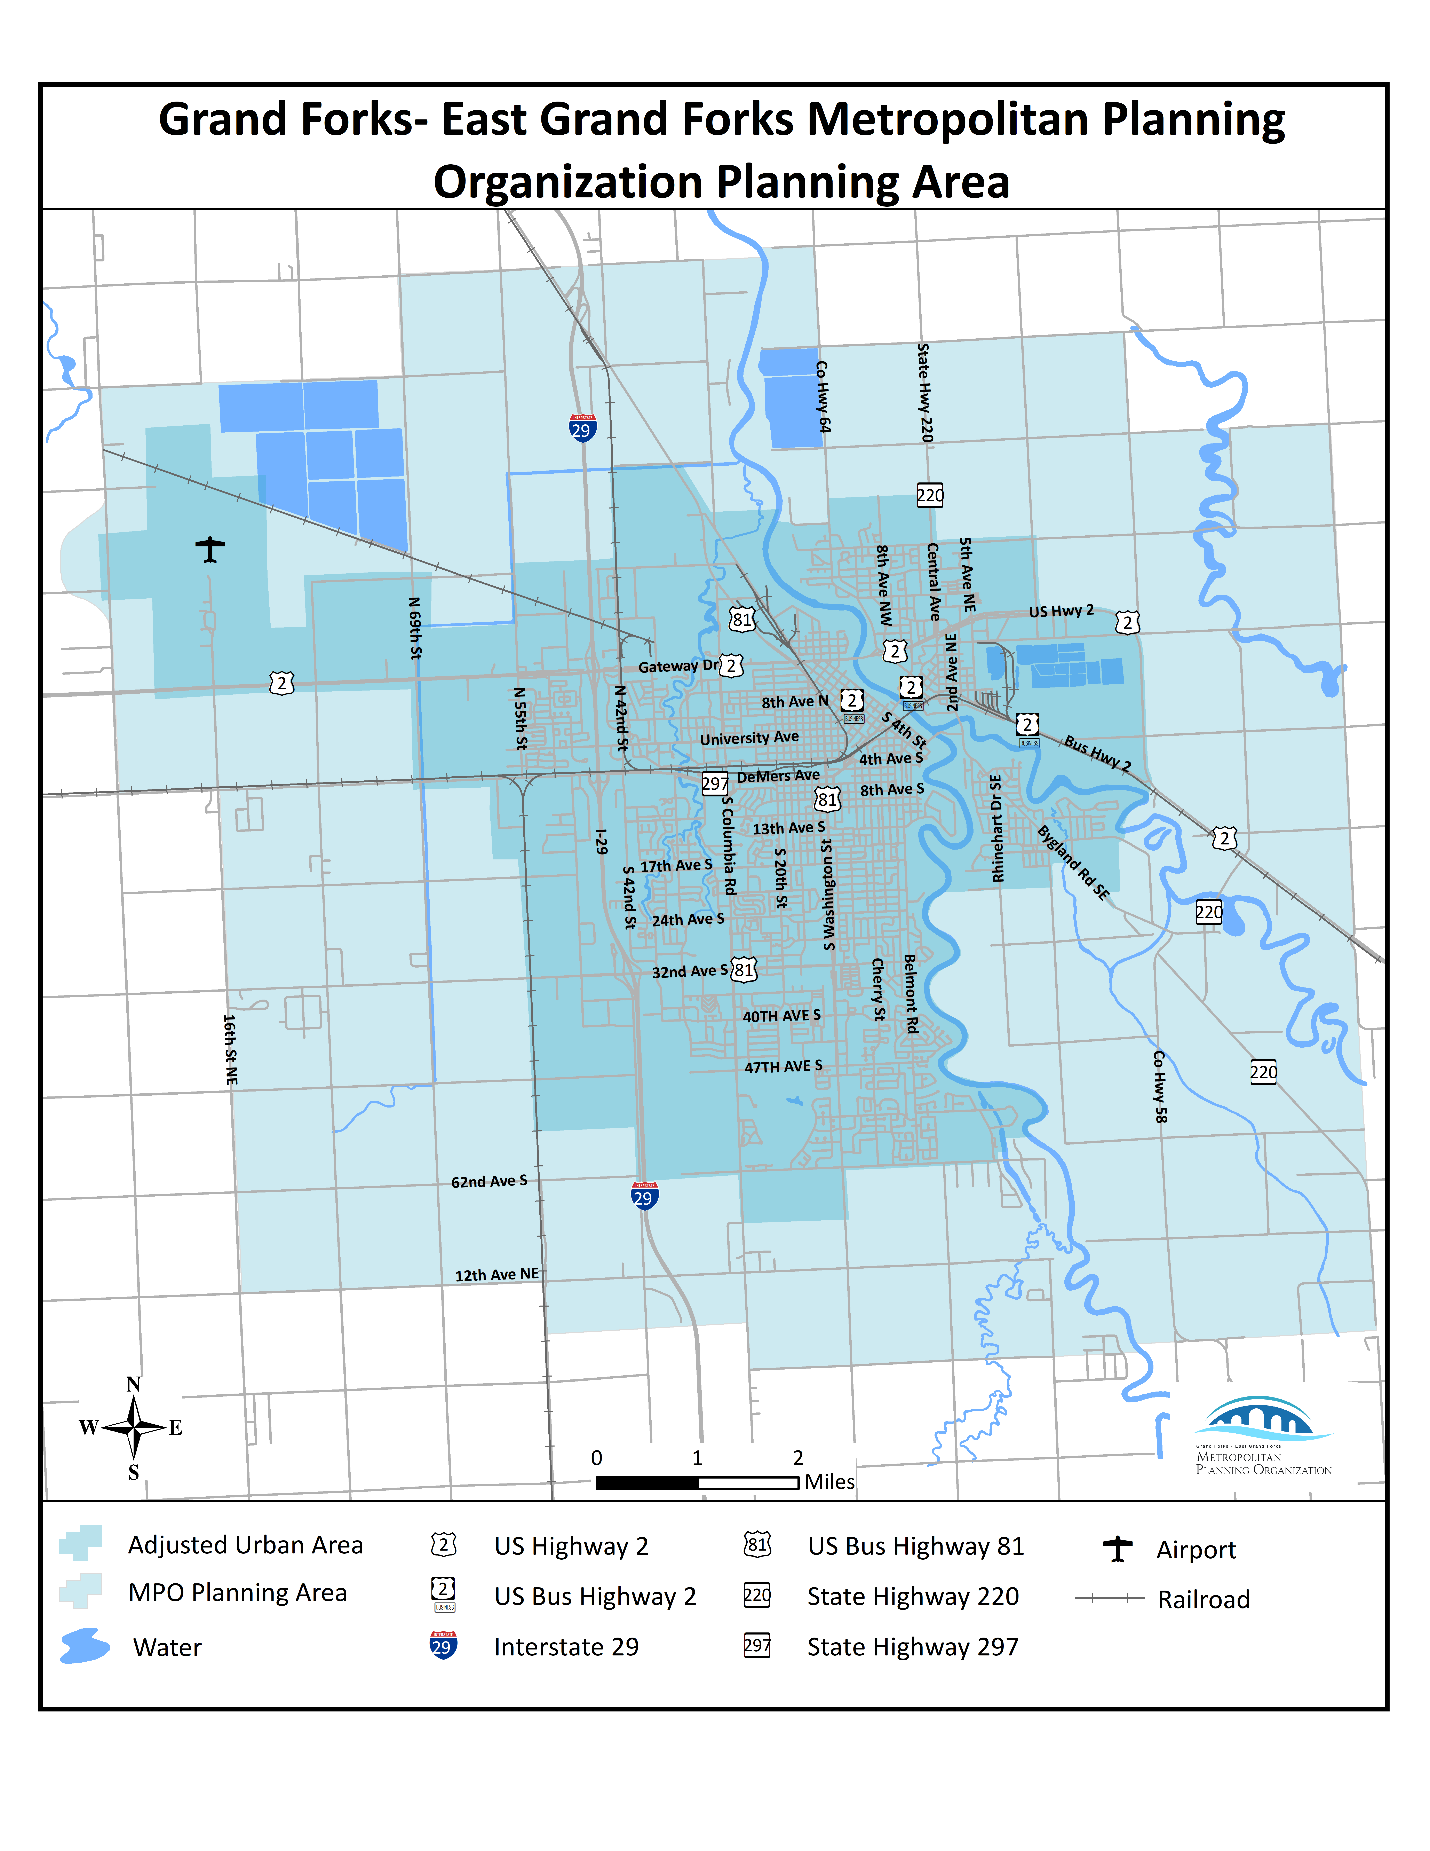 Grand Forks- East Grand Forks Metropolitan Planning
Organization Planning Area
State Hwy 220
Co Hwy 64
29
220
5th Ave NE
Central Ave
8th Ave NW
N 69th St
US Hwy 2
81
2
2
2nd Ave NE
Gateway Dr
2
2
2
N 55th St
N 42nd St
8th Ave N
2
2
S 4th St
University Ave
Bus Hwy 2
4th Ave S
DeMers Ave
297
8th Ave S
81
Rhinehart Dr SE
S Columbia Rd
13th Ave S
I-29
2
Bygland Rd SE
17th Ave S
S 20th St
S Washington St
S 42nd St
220
24th Ave S
32nd Ave S
81
Cherry St
Belmont Rd
40TH AVE S
16th St NE
47TH AVE S
220
Co Hwy 58
62nd Ave S
29
12th Ave NE
N
W E
S
0 1 2
Miles
METROPOLITAN
PLANNING ORGANIZATION
Adjusted Urban Area
2
US Highway 2
81
US Bus Highway 81
Airport
MPO Planning Area
2
US Bus Highway 2
220
State Highway 220
Railroad
Water
29
Interstate 29
297
State Highway 297